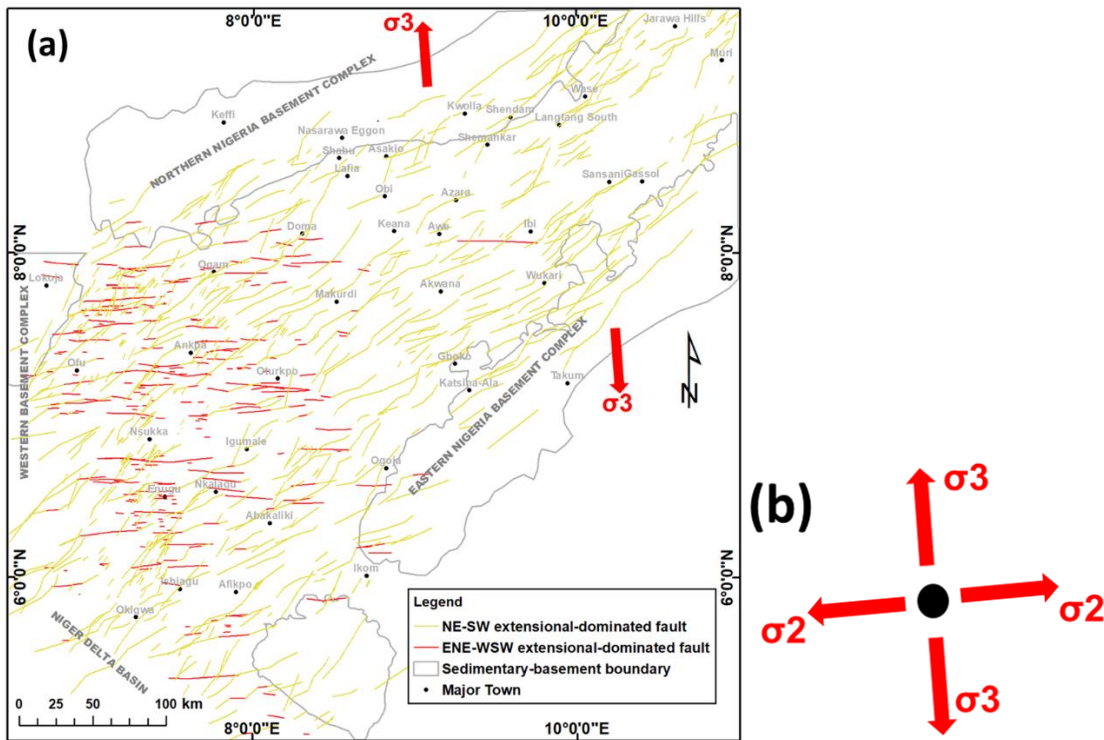 (a)
8°0'0"E
10°0'0"E
σ3
Jarawa Hills
Muri
NORTHERN NIGERIA BASEMENT COMPLEX
Keffi
Wase
Kwolla
Shendam
Langtang South
Nasarawa Eggon
Shemankar
Shabu
Asakio
Lafia
Sansani
Gassol
Obi
Azara
Doma
Keana
Awe
Ibi
8°0'0"N
8°0'0"N
Lokoja
Ogam
Wukari
Akwana
Makurdi
WESTERN BASEMENT COMPLEX
Ankpa
Ofu
Oturkpo
Gboko
Katsina-Ala
Takum
σ3
N
EASTERN NIGERIA BASEMENT COMPLEX
Nsukka
Igumale
Ogoja
Enugu
Nkalagu
Abakaliki
6°0'0"N
6°0'0"N
Ishiagu
Afikpo
Ikom
Okigwa
NIGER DELTA BASIN
Legend
NE-SW extensional-dominated fault
ENE-WSW extensional-dominated fault
Sedimentary-basement boundary
Major Town
0 25 50 100 km
8°0'0"E
10°0'0"E
(b)
σ3
σ2
σ2
σ3